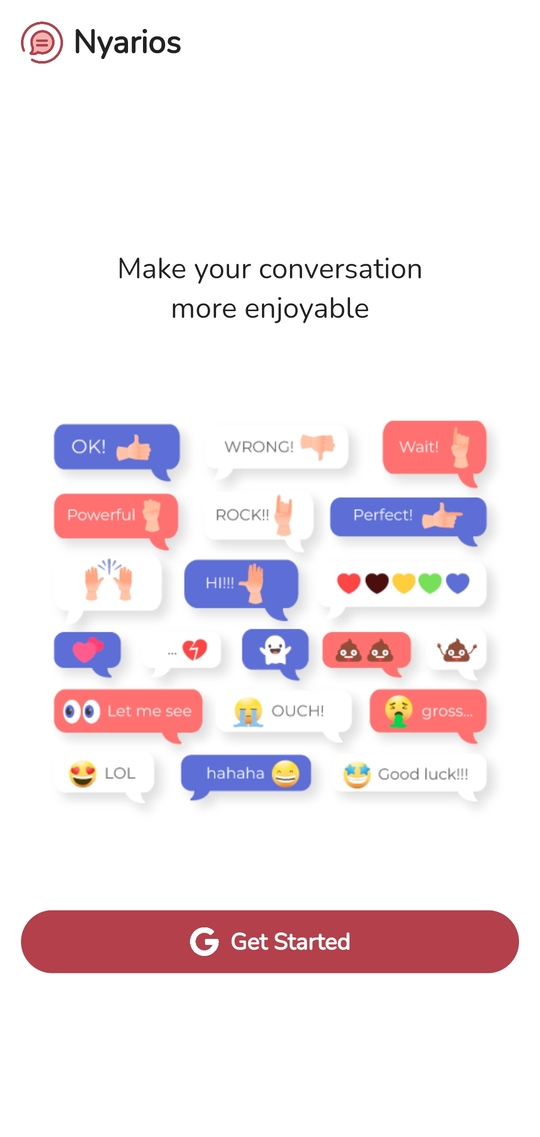 Nyarios
Make your conversation
more enjoyable
OK!
WRONG!
Wait!
Powerful
ROCK!!
Perfect!
HI!!!
...
Let me see
OUCH!
gross...
LOL
hahaha
Good luck!!!
G Get Started